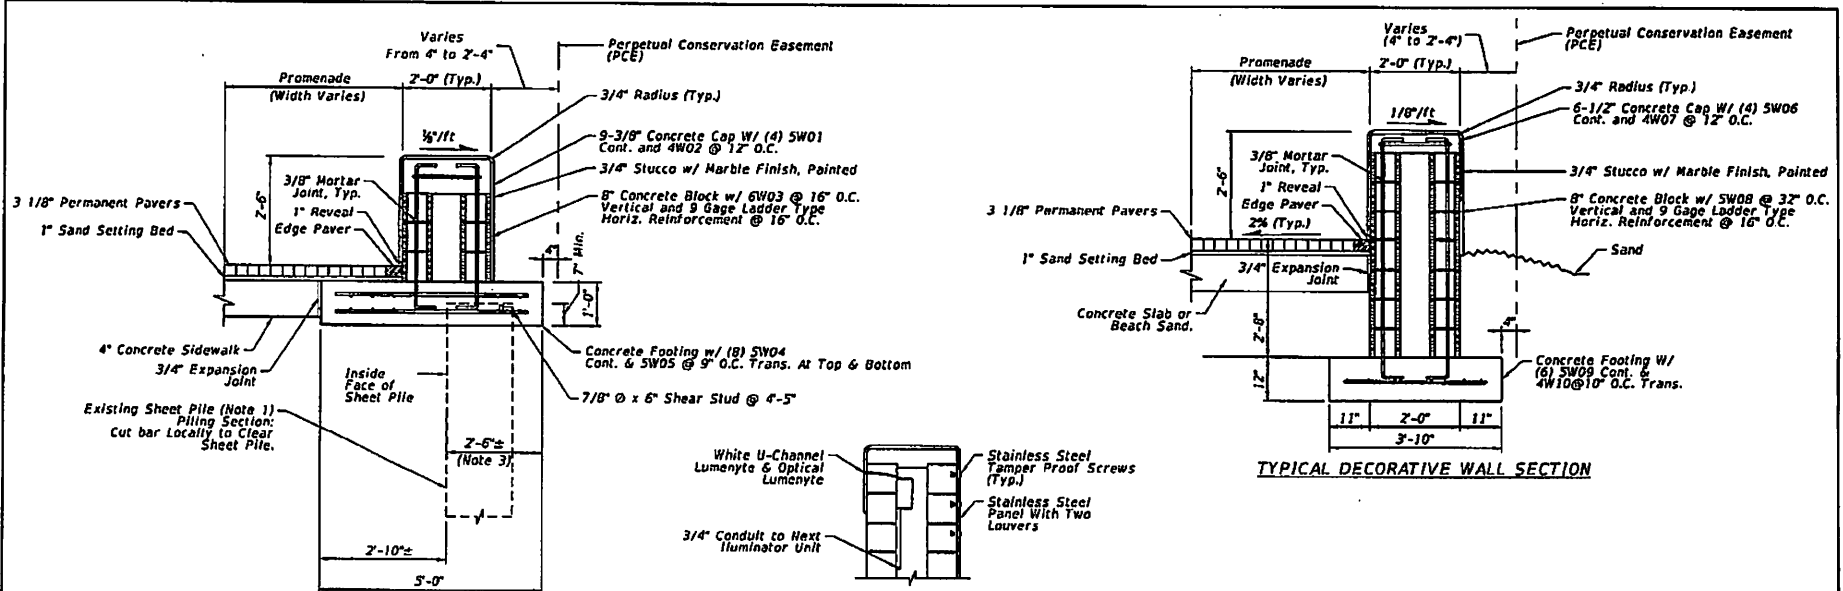 Varies
From 4" to 2'-4"
Perpetual Conservation Easement
(PCE)
Promenade
(Width Varies)
2'-0" (Typ.)
3/4" Radius (Typ.)
⅛"/ft
9-3/8" Concrete Cap W/ (4) 5W01
Cont. and 4W02 @ 12" O.C.
3/8" Mortar
Joint, Typ.
3/4" Stucco w/ Marble Finish, Painted
2'-6"
8" Concrete Block w/ 6W03 @ 16" O.C.
Vertical and 9 Gage Ladder Type
Horiz. Reinforcement @ 16" O.C.
3 1/8" Permanent Pavers
1" Reveal
Edge Paver
1" Sand Setting Bed
4"
7" Min.
1'-0"
4" Concrete Sidewalk
3/4" Expansion
Joint
Concrete Footing w/ (8) 5W04
Cont. & 5W05 @ 9" O.C. Trans. At Top & Bottom
Inside
Face of
Sheet Pile
7/8" Ø x 6" Shear Stud @ 4'-5"
Existing Sheet Pile (Note 1)
Piling Section:
Cut bar Locally to Clear
Sheet Pile.
2'-6"±
(Note 3)
2'-10"±
5'-0"
White U-Channel
Lumenyte & Optical
Lumenyte
3/4" Conduit to Next
Iluminator Unit
Stainless Steel
Tamper Proof Screws
(Typ.)
Stainless Steel
Panel With Two
Louvers
Varies
(4" to 2'-4")
Perpetual Conservation Easement
(PCE)
Promenade
(Width Varies)
2'-0" (Typ.)
3/4" Radius (Typ.)
1/8"/ft
6-1/2" Concrete Cap W/ (4) 5W06
Cont. and 4W07 @ 12" O.C.
3/8" Mortar
Joint, Typ.
3/4" Stucco w/ Marble Finish, Painted
2'-6"
1" Reveal
Edge Paver
8" Concrete Block w/ 5W08 @ 32" O.C.
Vertical and 9 Gage Ladder Type
Horiz. Reinforcement @ 16" O.C.
3 1/8" Permanent Pavers
2% (Typ.)
1" Sand Setting Bed
Sand
3/4" Expansion
Joint
Concrete Slab or
Beach Sand.
2'-8"
4"
12"
Concrete Footing W/
(6) 5W09 Cont. &
4W10@10" O.C. Trans.
11"
2'-0"
11"
3'-10"
TYPICAL DECORATIVE WALL SECTION